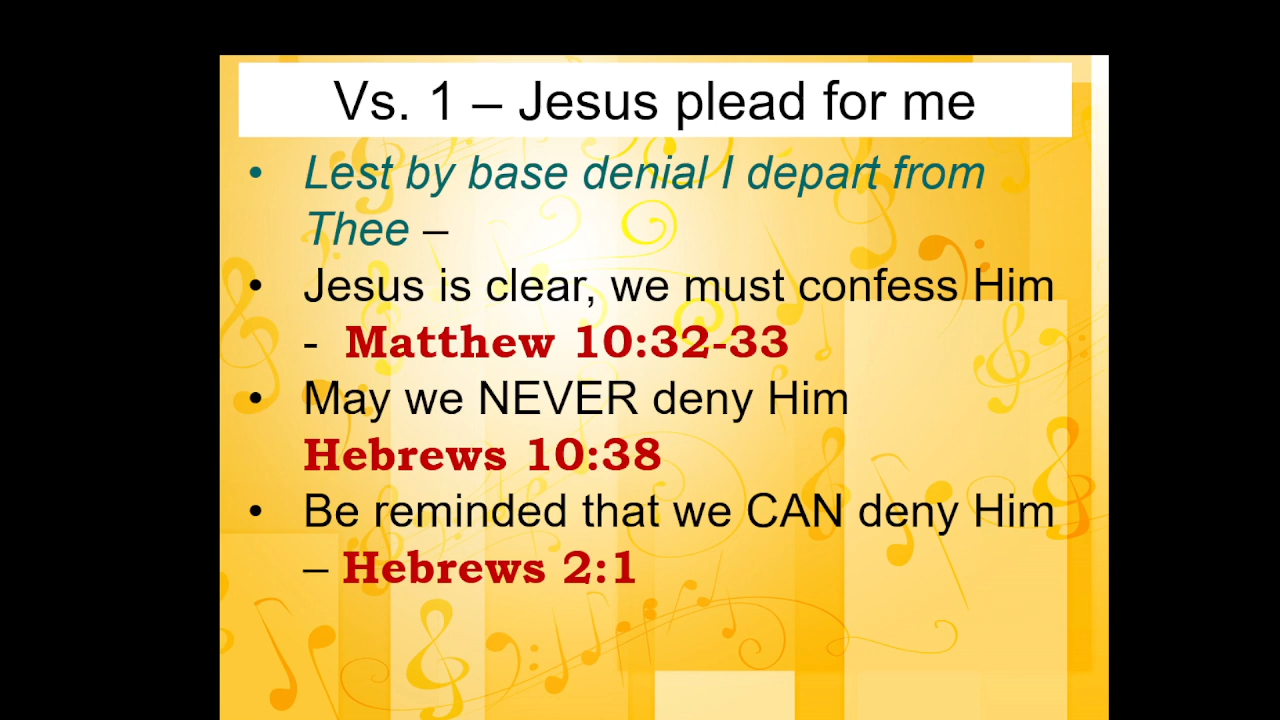 Vs. 1 – Jesus plead for me
• Lest by base denial I depart from
Thee –
• Jesus is clear, we must confess Him
- Matthew 10:32-33
• May we NEVER deny Him
Hebrews 10:38
• Be reminded that we CAN deny Him
– Hebrews 2:1